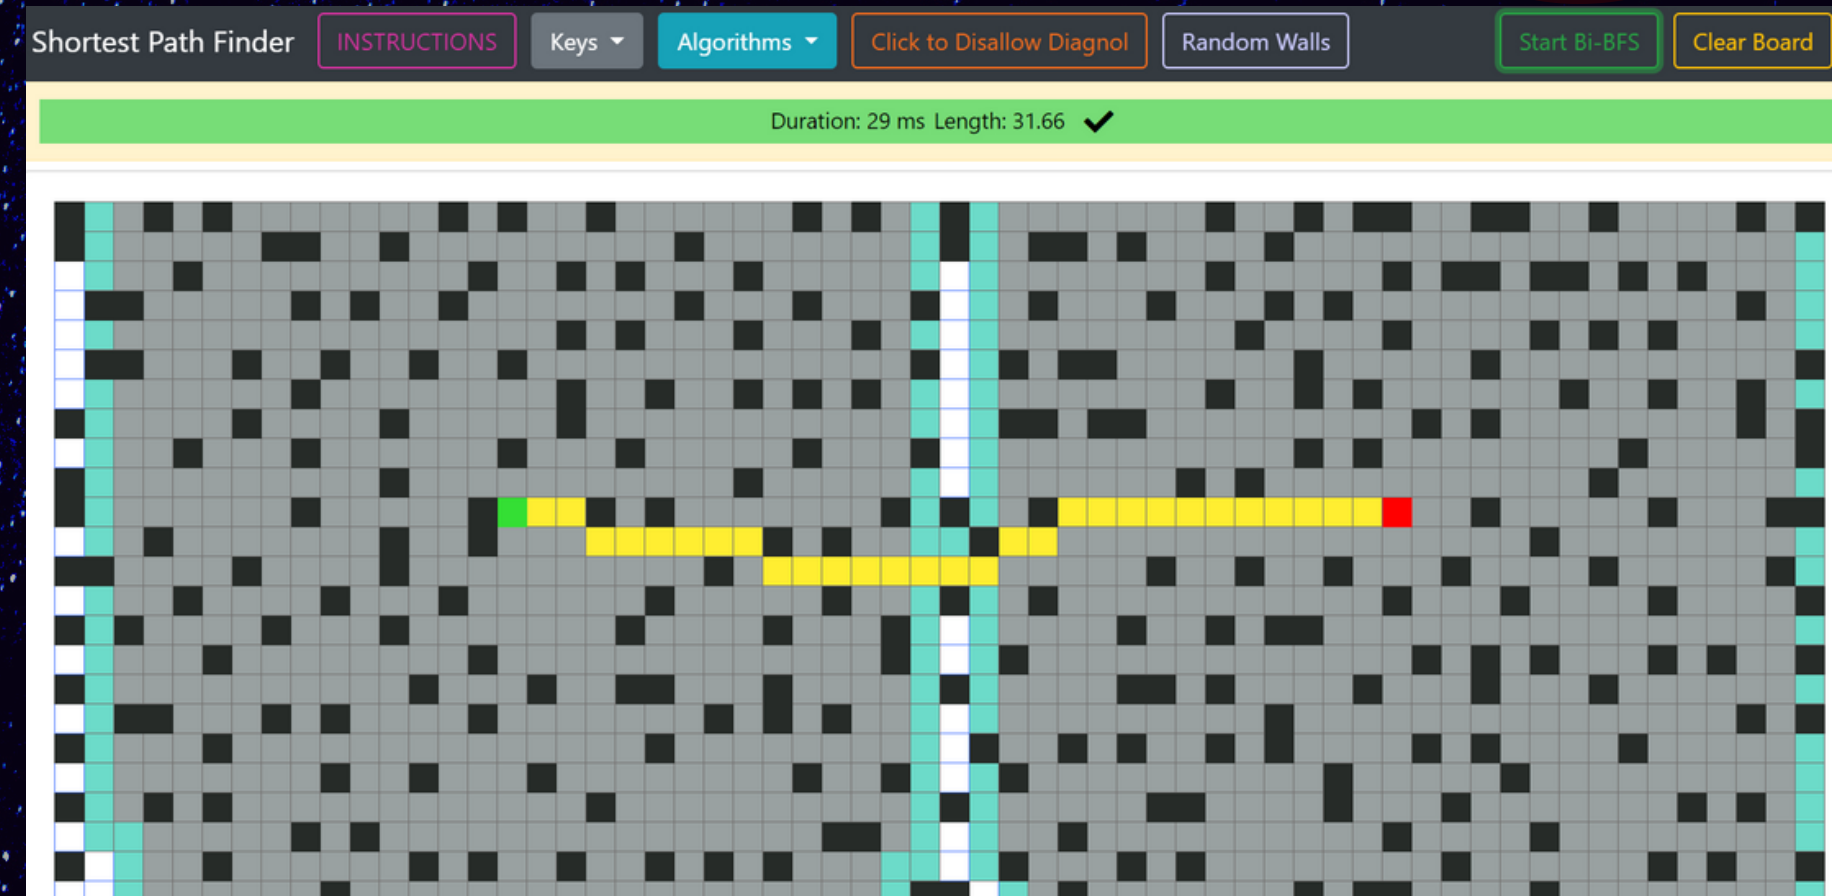 Shortest Path Finder INSTRUCTIONS Keys Algorithms Click to Disallow Diagnol Random Walls Start Bi-BFS Clear Board
Duration: 29 ms Length: 31.66